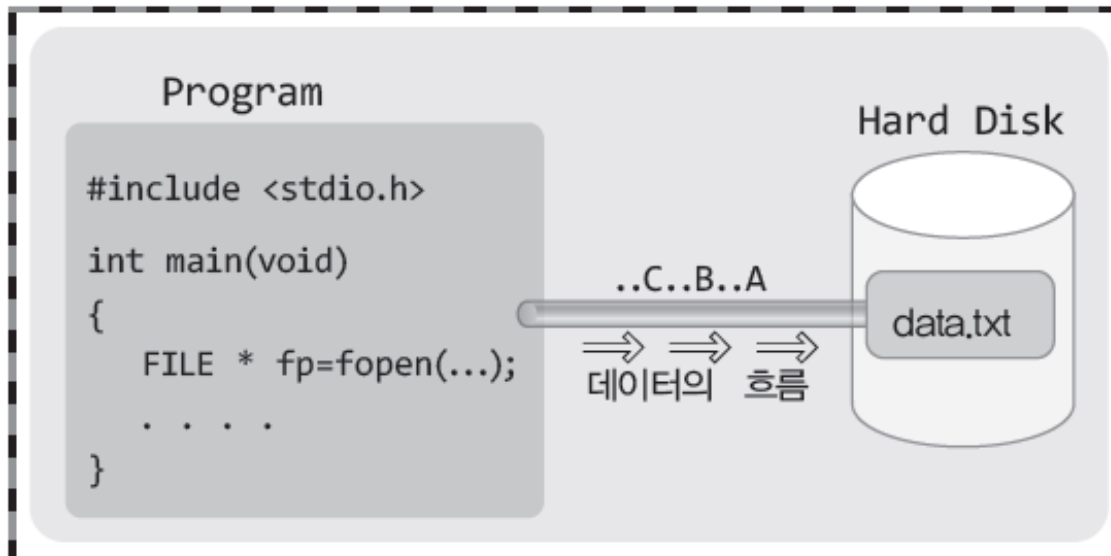 Program
#include <stdio.h>
int main(void)
{
FILE * fp=fopen(...);
. . . .
}
..C..B..A
데이터의 흐름
Hard Disk
data.txt